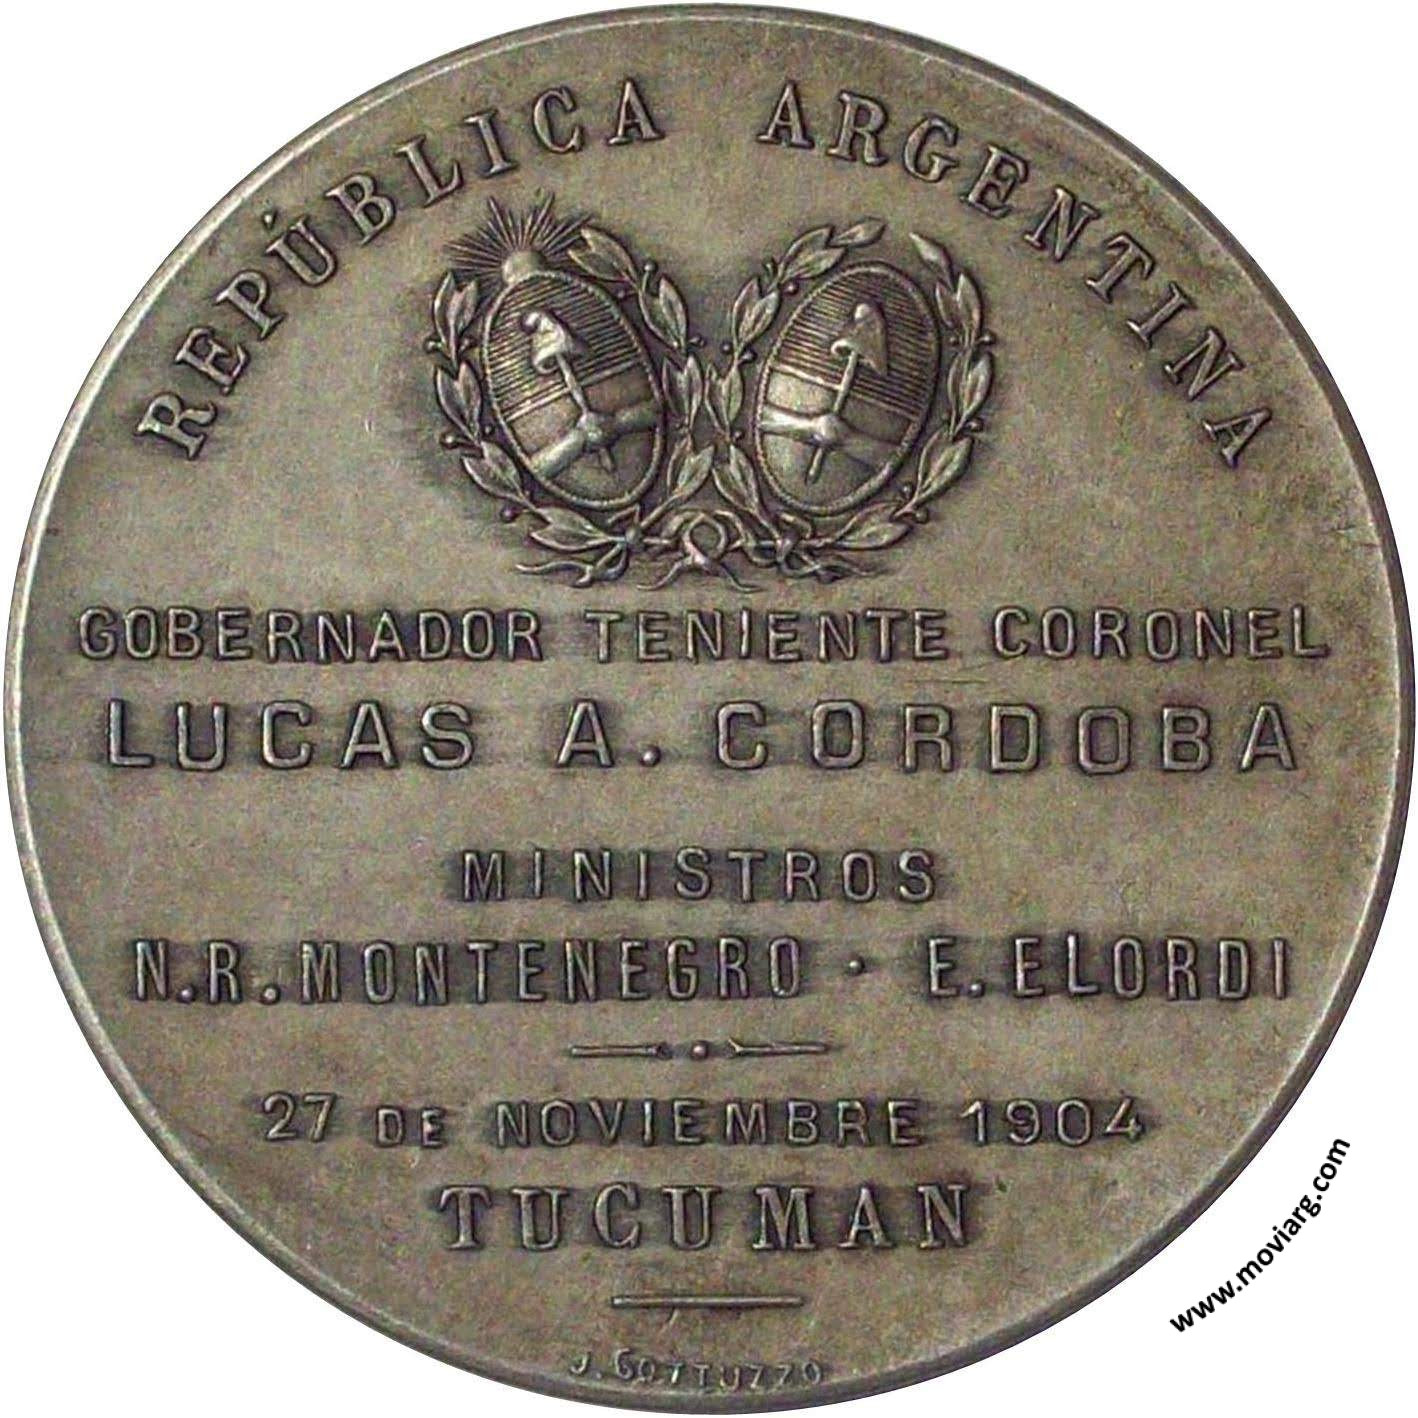 REPÚBLICA ARGENTINA
GOBERNADOR TENIENTE CORONEL
LUCAS A. CORDOBA
MINISTROS
N.R.MONTENEGRO · E.ELORDI
27 DE NOVIEMBRE 1904
TUCUMAN
J. GOTTUZZO
www.moviarg.com